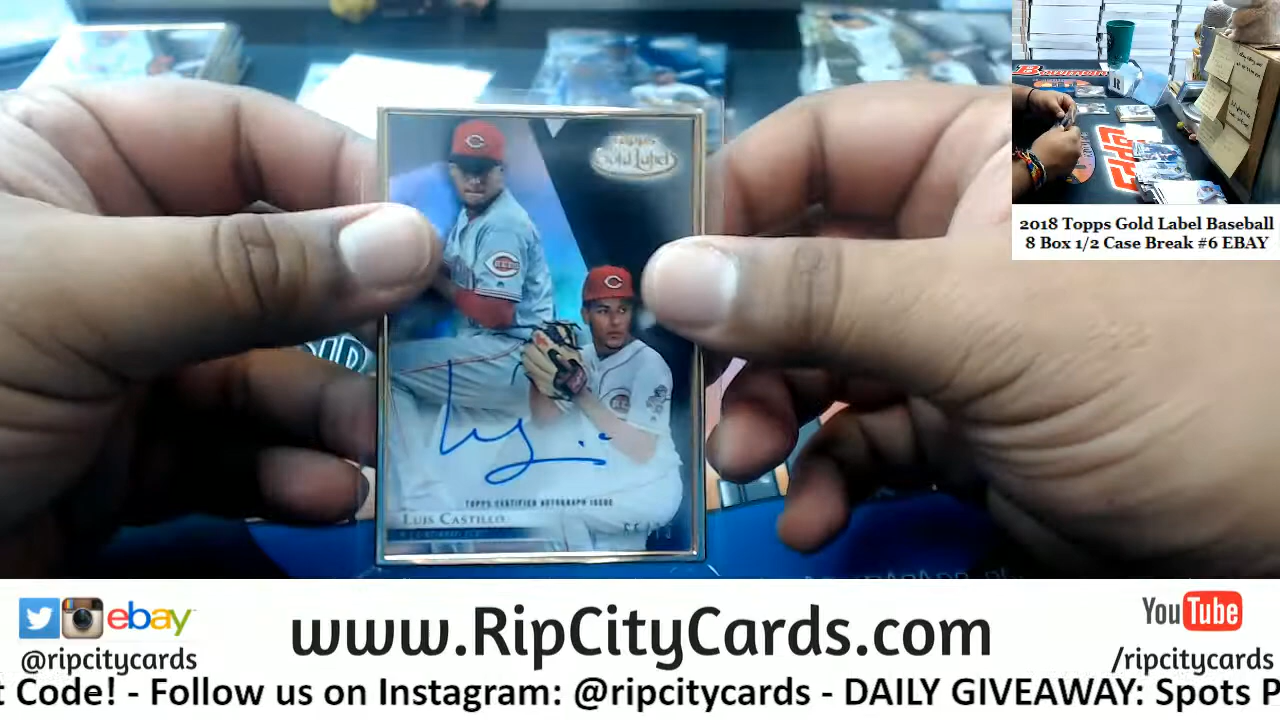 TOPPS
Gold Label
C
REDS
C
TOPPS CERTIFIED AUTOGRAPH ISSUE
LUIS CASTILLO
2018 Topps Gold Label Baseball
8 Box 1/2 Case Break #6 EBAY
ebay
@ripcitycards
www.RipCityCards.com
YouTube
/ripcitycards
t Code! - Follow us on Instagram: @ripcitycards - DAILY GIVEAWAY: Spots P